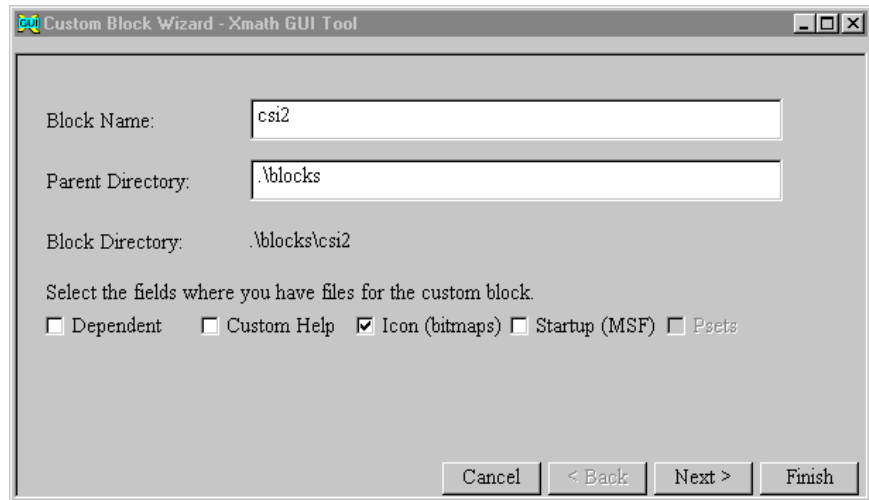 GUI Custom Block Wizard - Xmath GUI Tool
Block Name: csi2
Parent Directory: .\blocks
Block Directory: .\blocks\csi2
Select the fields where you have files for the custom block.
Dependent Custom Help Icon (bitmaps) Startup (MSF) Psets
Cancel < Back Next > Finish